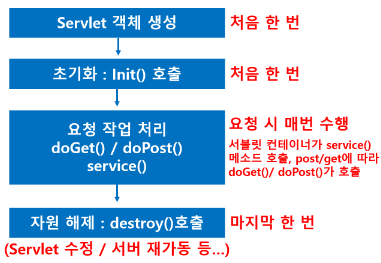 Servlet 객체 생성
처음 한 번
초기화 : Init() 호출
처음 한 번
요청 작업 처리
doGet() / doPost()
service()
요청 시 매번 수행
서블릿 컨테이너가 service()
메소드 호출, post/get에 따라
doGet()/ doPost()가 호출
자원 해제 : destroy()호출
마지막 한 번
(Servlet 수정 / 서버 재가동 등...)